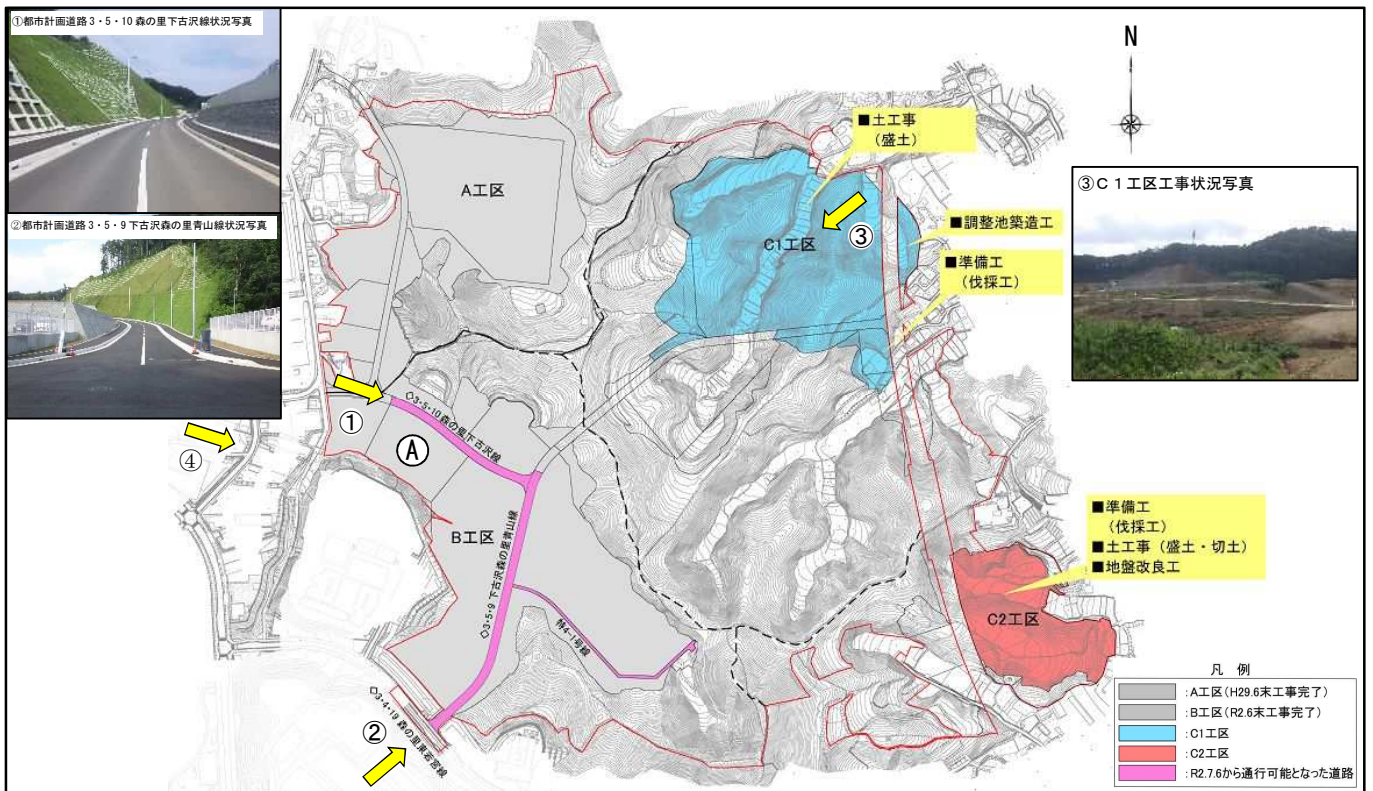 ①都市計画道路3・5・10森の里下古沢線状況写真
②都市計画道路3・5・9下古沢森の里青山線状況写真
N
■土工事
(盛土)
A工区
③C1工区工事状況写真
■調整池築造工
C1工区
③
■準備工
(伐採工)
①
◇3・5・10森の里下古沢線
A
④
■準備工
(伐採工)
■土工事(盛土・切土)
■地盤改良工
B工区
◇3・5・9下古沢森の里青山線
特4-1号線
C2工区
②
◇3・4・19 森の里東若宮線
凡 例
:A工区(H29.6末工事完了)
:B工区(R2.6末工事完了)
:C1工区
:C2工区
:R2.7.6から通行可能となった道路